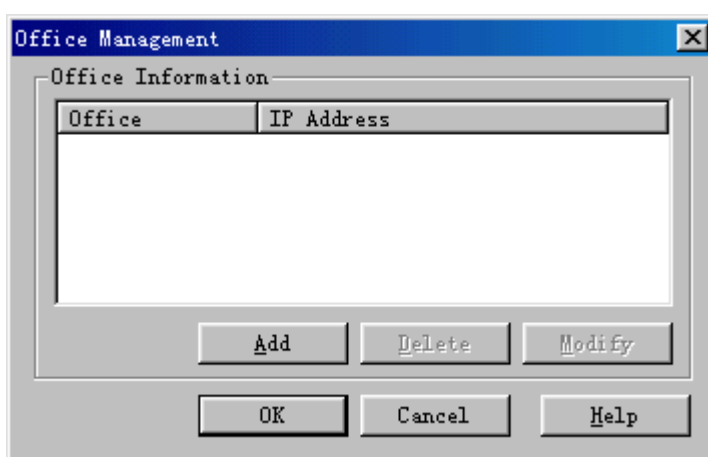 Office Management
Office Information
Office IP Address
Add Delete Modify
OK Cancel Help